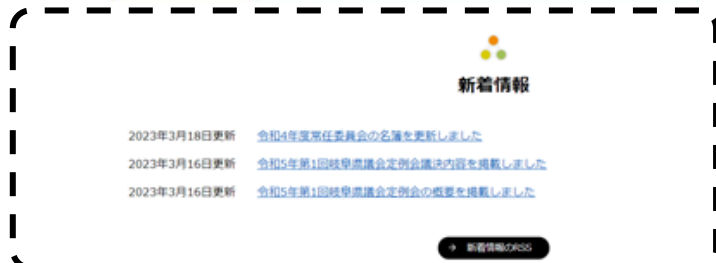 新着情報
2023年3月18日更新 令和4年度常任委員会の名簿を更新しました
2023年3月16日更新 令和5年第1回岐阜県議会定例会議決内容を掲載しました
2023年3月16日更新 令和5年第1回岐阜県議会定例会の概要を掲載しました
→ 新着情報のRSS